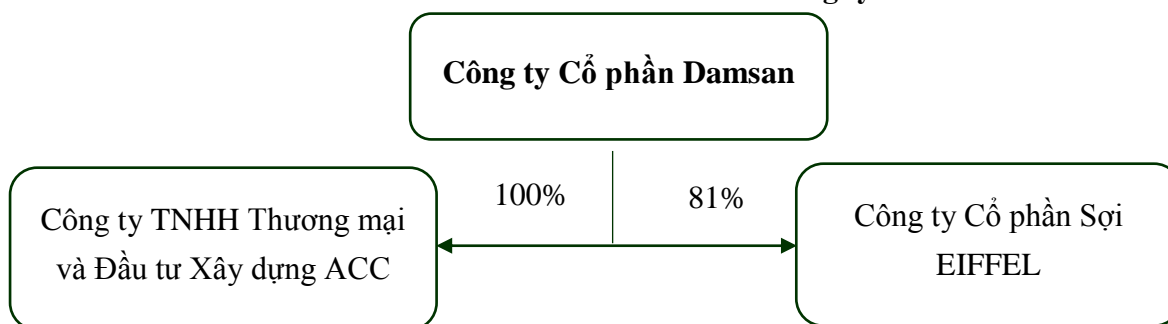 Công ty Cổ phần Damsan
100%
81%
Công ty TNHH Thương mại
và Đầu tư Xây dựng ACC
Công ty Cổ phần Sợi
EIFFEL